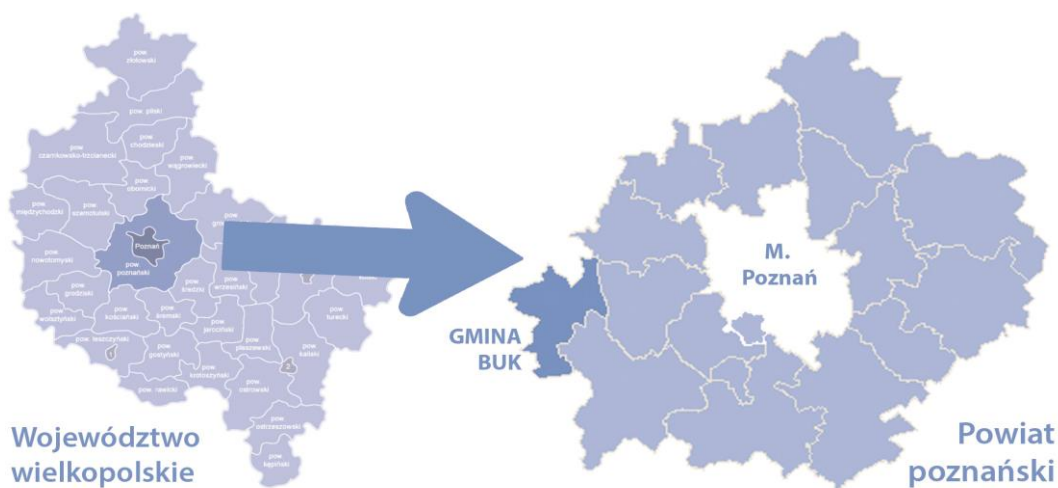 pow.
złotowski
pow. pilski
pow.
chodzieski
pow.
czarnkowsko-trzcianecki
pow.
wągrowiecki
pow.
obornicki
pow.
międzychodzki
pow.
szamotulski
pow.
Poznań
pow.
poznański
pow.
nowotomyski
pow.
grodziski
pow.
wolsztyński
pow.
kościański
pow.
śremski
pow.
średzki
pow.
wrzesiński
pow.
jarociński
pow.
turecki
pow. leszczyński
1
pow.
gostyński
pow.
pleszewski
pow.
kaliski
2
pow.
krotoszyński
pow. rawicki
pow.
ostrowski
pow.
ostrzeszowski
pow.
kępiński
Województwo
wielkopolskie
M.
Poznań
GMINA
BUK
Powiat
poznański